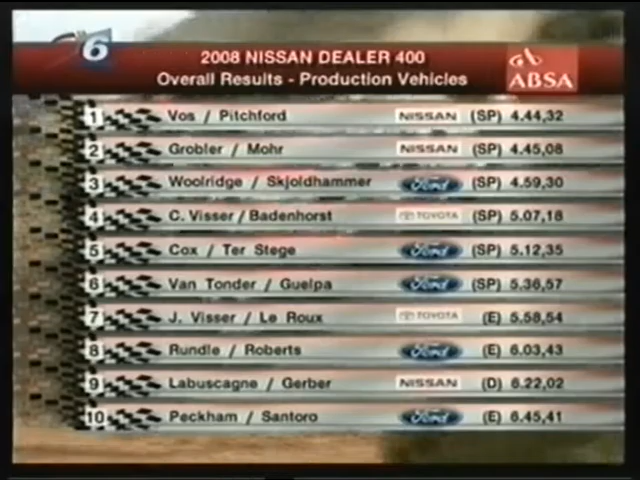 6
2008 NISSAN DEALER 400
Overall Results - Production Vehicles
ABSA
1 Vos / Pitchford NISSAN (SP) 4.44,32
2 Grobler / Mohr NISSAN (SP) 4.45,08
3 Woolridge / Skjoldhammer Ford (SP) 4.59,30
4 C. Visser / Badenhorst TOYOTA (SP) 5.07,18
5 Cox / Ter Stege Ford (SP) 5.12,35
6 Van Tonder / Guelpa Ford (SP) 5.36,57
7 J. Visser / Le Roux TOYOTA (E) 5.58,54
8 Rundle / Roberts Ford (E) 6.03,43
9 Labuscagne / Gerber NISSAN (D) 6.22,02
10 Peckham / Santoro Ford (E) 6.45,41